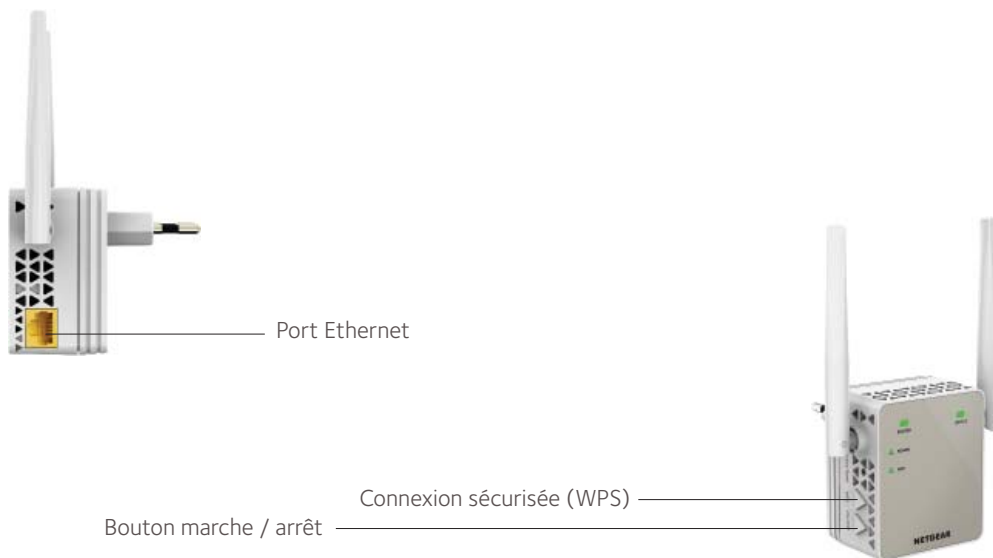 Port Ethernet
Connexion sécurisée (WPS)
Bouton marche / arrêt
NETGEAR